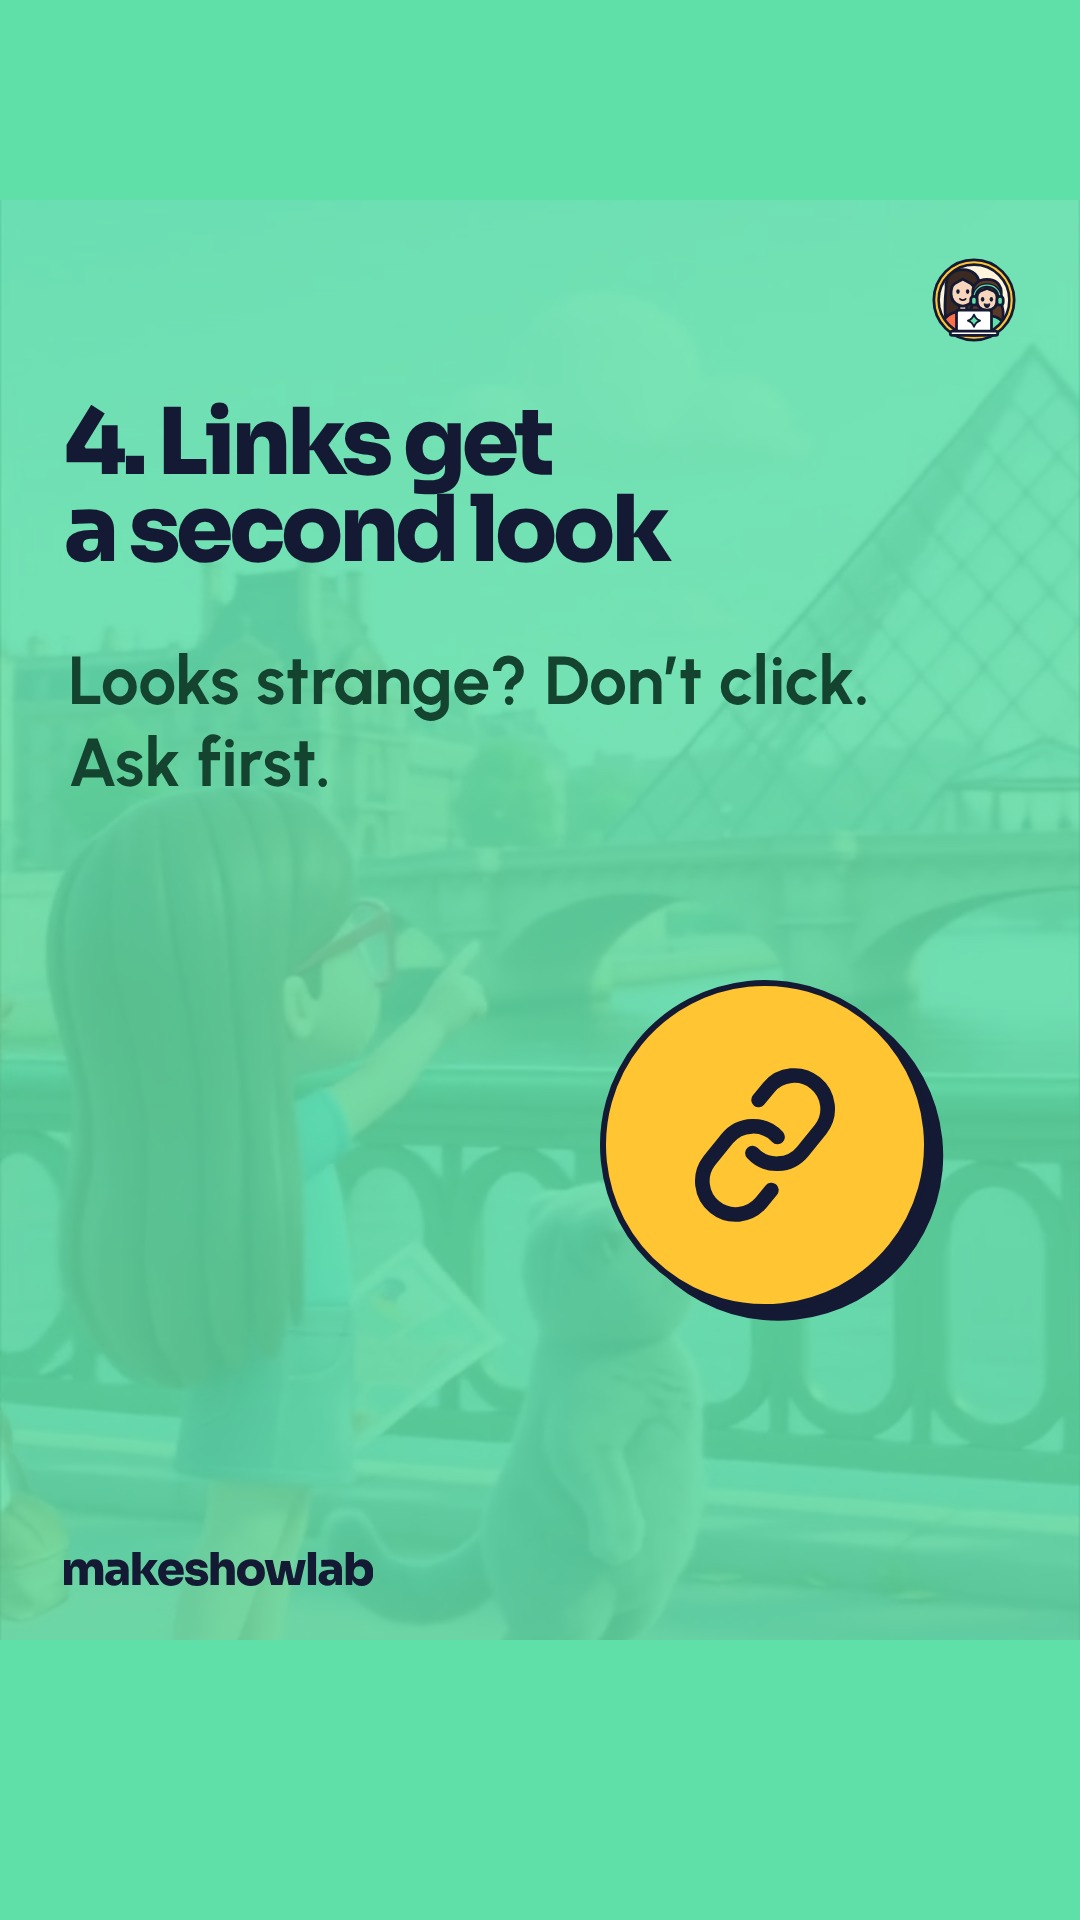 4. Links get
a second look
Looks strange? Don't click.
Ask first.
makeshowlab